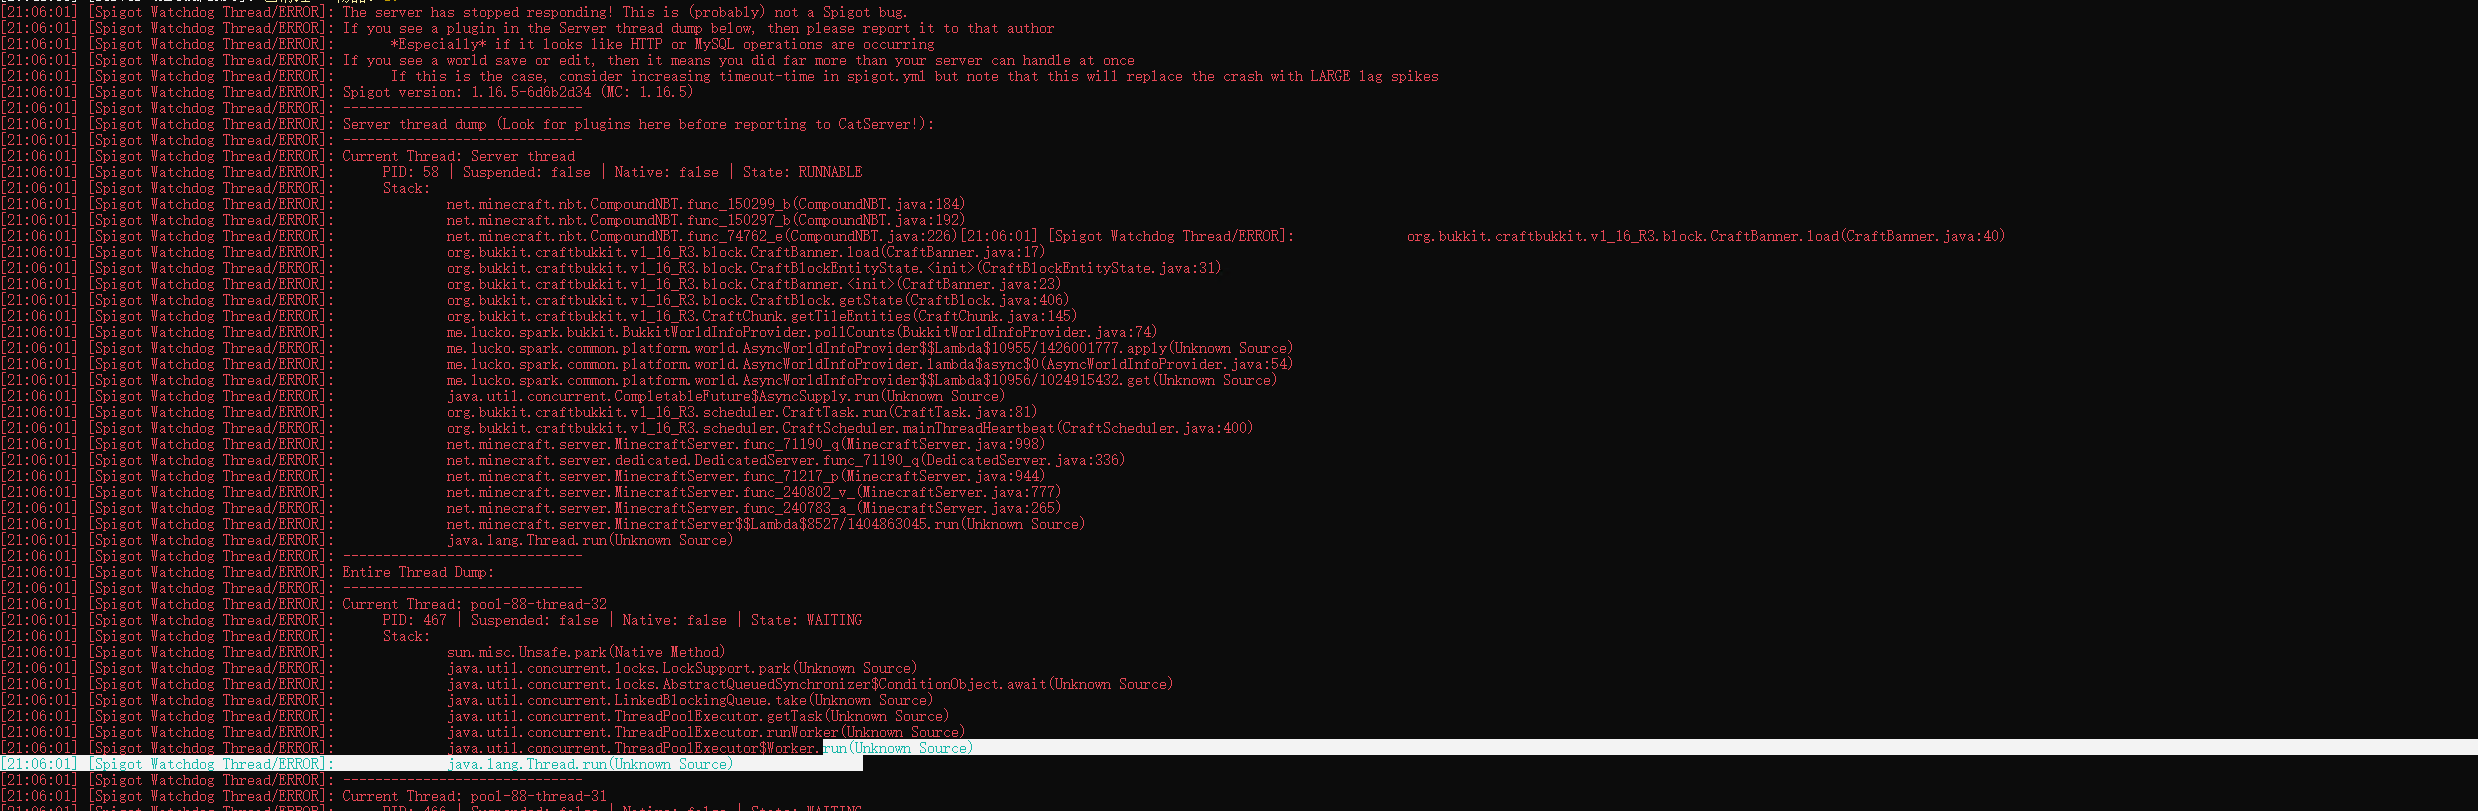 [21:06:01] [Spigot Watchdog Thread/ERROR]: The server has stopped responding! This is (probably) not a Spigot bug.
[21:06:01] [Spigot Watchdog Thread/ERROR]: If you see a plugin in the Server thread dump below, then please report it to that author
[21:06:01] [Spigot Watchdog Thread/ERROR]: *Especially* if it looks like HTTP or MySQL operations are occurring
[21:06:01] [Spigot Watchdog Thread/ERROR]: If you see a world save or edit, then it means you did far more than your server can handle at once
[21:06:01] [Spigot Watchdog Thread/ERROR]: If this is the case, consider increasing timeout-time in spigot.yml but note that this will replace the crash with LARGE lag spikes
[21:06:01] [Spigot Watchdog Thread/ERROR]: Spigot version: 1.16.5-6d6b2d34 (MC: 1.16.5)
[21:06:01] [Spigot Watchdog Thread/ERROR]: ------------------------------
[21:06:01] [Spigot Watchdog Thread/ERROR]: Server thread dump (Look for plugins here before reporting to CatServer!):
[21:06:01] [Spigot Watchdog Thread/ERROR]: ------------------------------
[21:06:01] [Spigot Watchdog Thread/ERROR]: Current Thread: Server thread
[21:06:01] [Spigot Watchdog Thread/ERROR]: PID: 58 | Suspended: false | Native: false | State: RUNNABLE
[21:06:01] [Spigot Watchdog Thread/ERROR]: Stack:
[21:06:01] [Spigot Watchdog Thread/ERROR]: net.minecraft.nbt.CompoundNBT.func_150299_b(CompoundNBT.java:184)
[21:06:01] [Spigot Watchdog Thread/ERROR]: net.minecraft.nbt.CompoundNBT.func_150297_b(CompoundNBT.java:192)
[21:06:01] [Spigot Watchdog Thread/ERROR]: net.minecraft.nbt.CompoundNBT.func_74762_e(CompoundNBT.java:226)[21:06:01] [Spigot Watchdog Thread/ERROR]: org.bukkit.craftbukkit.v1_16_R3.block.CraftBanner.load(CraftBanner.java:40)
[21:06:01] [Spigot Watchdog Thread/ERROR]: org.bukkit.craftbukkit.v1_16_R3.block.CraftBanner.load(CraftBanner.java:17)
[21:06:01] [Spigot Watchdog Thread/ERROR]: org.bukkit.craftbukkit.v1_16_R3.block.CraftBlockEntityState.<init>(CraftBlockEntityState.java:31)
[21:06:01] [Spigot Watchdog Thread/ERROR]: org.bukkit.craftbukkit.v1_16_R3.block.CraftBanner.<init>(CraftBanner.java:23)
[21:06:01] [Spigot Watchdog Thread/ERROR]: org.bukkit.craftbukkit.v1_16_R3.block.CraftBlock.getState(CraftBlock.java:406)
[21:06:01] [Spigot Watchdog Thread/ERROR]: org.bukkit.craftbukkit.v1_16_R3.CraftChunk.getTileEntities(CraftChunk.java:145)
[21:06:01] [Spigot Watchdog Thread/ERROR]: me.lucko.spark.bukkit.BukkitWorldInfoProvider.pollCounts(BukkitWorldInfoProvider.java:74)
[21:06:01] [Spigot Watchdog Thread/ERROR]: me.lucko.spark.common.platform.world.AsyncWorldInfoProvider$$Lambda$10955/1426001777.apply(Unknown Source)
[21:06:01] [Spigot Watchdog Thread/ERROR]: me.lucko.spark.common.platform.world.AsyncWorldInfoProvider.lambda$async$0(AsyncWorldInfoProvider.java:54)
[21:06:01] [Spigot Watchdog Thread/ERROR]: me.lucko.spark.common.platform.world.AsyncWorldInfoProvider$$Lambda$10956/1024915432.get(Unknown Source)
[21:06:01] [Spigot Watchdog Thread/ERROR]: java.util.concurrent.CompletableFuture$AsyncSupply.run(Unknown Source)
[21:06:01] [Spigot Watchdog Thread/ERROR]: org.bukkit.craftbukkit.v1_16_R3.scheduler.CraftTask.run(CraftTask.java:81)
[21:06:01] [Spigot Watchdog Thread/ERROR]: org.bukkit.craftbukkit.v1_16_R3.scheduler.CraftScheduler.mainThreadHeartbeat(CraftScheduler.java:400)
[21:06:01] [Spigot Watchdog Thread/ERROR]: net.minecraft.server.MinecraftServer.func_71190_q(MinecraftServer.java:998)
[21:06:01] [Spigot Watchdog Thread/ERROR]: net.minecraft.server.dedicated.DedicatedServer.func_71190_q(DedicatedServer.java:336)
[21:06:01] [Spigot Watchdog Thread/ERROR]: net.minecraft.server.MinecraftServer.func_71217_p(MinecraftServer.java:944)
[21:06:01] [Spigot Watchdog Thread/ERROR]: net.minecraft.server.MinecraftServer.func_240802_v_(MinecraftServer.java:777)
[21:06:01] [Spigot Watchdog Thread/ERROR]: net.minecraft.server.MinecraftServer.func_240783_a_(MinecraftServer.java:265)
[21:06:01] [Spigot Watchdog Thread/ERROR]: net.minecraft.server.MinecraftServer$$Lambda$8527/1404863045.run(Unknown Source)
[21:06:01] [Spigot Watchdog Thread/ERROR]: java.lang.Thread.run(Unknown Source)
[21:06:01] [Spigot Watchdog Thread/ERROR]: ------------------------------
[21:06:01] [Spigot Watchdog Thread/ERROR]: Entire Thread Dump:
[21:06:01] [Spigot Watchdog Thread/ERROR]: ------------------------------
[21:06:01] [Spigot Watchdog Thread/ERROR]: Current Thread: pool-88-thread-32
[21:06:01] [Spigot Watchdog Thread/ERROR]: PID: 467 | Suspended: false | Native: false | State: WAITING
[21:06:01] [Spigot Watchdog Thread/ERROR]: Stack:
[21:06:01] [Spigot Watchdog Thread/ERROR]: sun.misc.Unsafe.park(Native Method)
[21:06:01] [Spigot Watchdog Thread/ERROR]: java.util.concurrent.locks.LockSupport.park(Unknown Source)
[21:06:01] [Spigot Watchdog Thread/ERROR]: java.util.concurrent.locks.AbstractQueuedSynchronizer$ConditionObject.await(Unknown Source)
[21:06:01] [Spigot Watchdog Thread/ERROR]: java.util.concurrent.LinkedBlockingQueue.take(Unknown Source)
[21:06:01] [Spigot Watchdog Thread/ERROR]: java.util.concurrent.ThreadPoolExecutor.getTask(Unknown Source)
[21:06:01] [Spigot Watchdog Thread/ERROR]: java.util.concurrent.ThreadPoolExecutor.runWorker(Unknown Source)
[21:06:01] [Spigot Watchdog Thread/ERROR]: java.util.concurrent.ThreadPoolExecutor$Worker.run(Unknown Source)
[21:06:01] [Spigot Watchdog Thread/ERROR]: java.lang.Thread.run(Unknown Source)
[21:06:01] [Spigot Watchdog Thread/ERROR]: ------------------------------
[21:06:01] [Spigot Watchdog Thread/ERROR]: Current Thread: pool-88-thread-31
[21:06:01] [Spigot Watchdog Thread/ERROR]: PID: 466 | Suspended: false | Native: false | State: WAITING